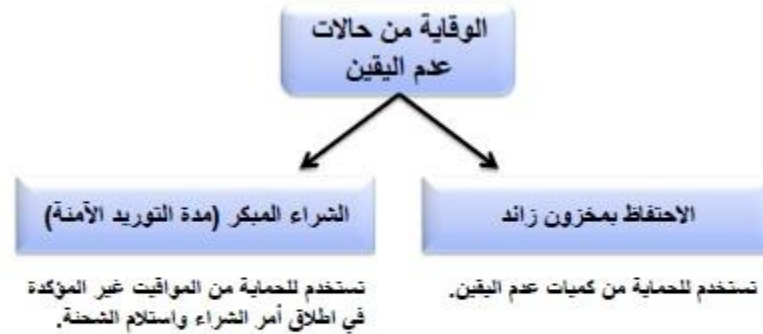 الوقاية من حالات
عدم اليقين
الاحتفاظ بمخزون زائد
تستخدم للحماية من كميات عدم اليقين.
الشراء المبكر (مدة التوريد الآمنة)
تستخدم للحماية من المواقيت غير المؤكدة
في اطلاق أمر الشراء واستلام الشحنة.